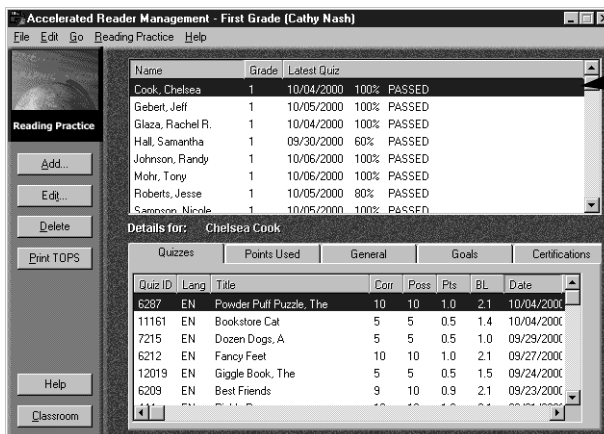 Accelerated Reader Management - First Grade (Cathy Nash)
File Edit Go Reading Practice Help
Reading Practice
Add...
Edit...
Delete
Print TOPS
Help
Classroom
Name Grade Latest Quiz
Cook, Chelsea 1 10/04/2000 100% PASSED
Gebert, Jeff 1 10/05/2000 100% PASSED
Glaza, Rachel R. 1 10/04/2000 100% PASSED
Hall, Samantha 1 09/30/2000 60% PASSED
Johnson, Randy 1 10/06/2000 100% PASSED
Mohr, Tony 1 10/06/2000 100% PASSED
Roberts, Jesse 1 10/05/2000 80% PASSED
Sampson, Nicole 1 10/05/2000 100% PASSED
Details for: Chelsea Cook
Quizzes Points Used General Goals Certifications
Quiz ID Lang Title Corr Poss Pts BL Date
6287 EN Powder Puff Puzzle, The 10 10 1.0 2.1 10/04/200
11161 EN Bookstore Cat 5 5 0.5 1.4 10/04/200
7215 EN Dozen Dogs, A 5 5 0.5 1.0 09/29/200
6212 EN Fancy Feet 10 10 1.0 2.1 09/27/200
12019 EN Giggle Book, The 5 5 0.5 1.5 09/24/200
6209 EN Best Friends 9 10 0.9 2.1 09/23/200